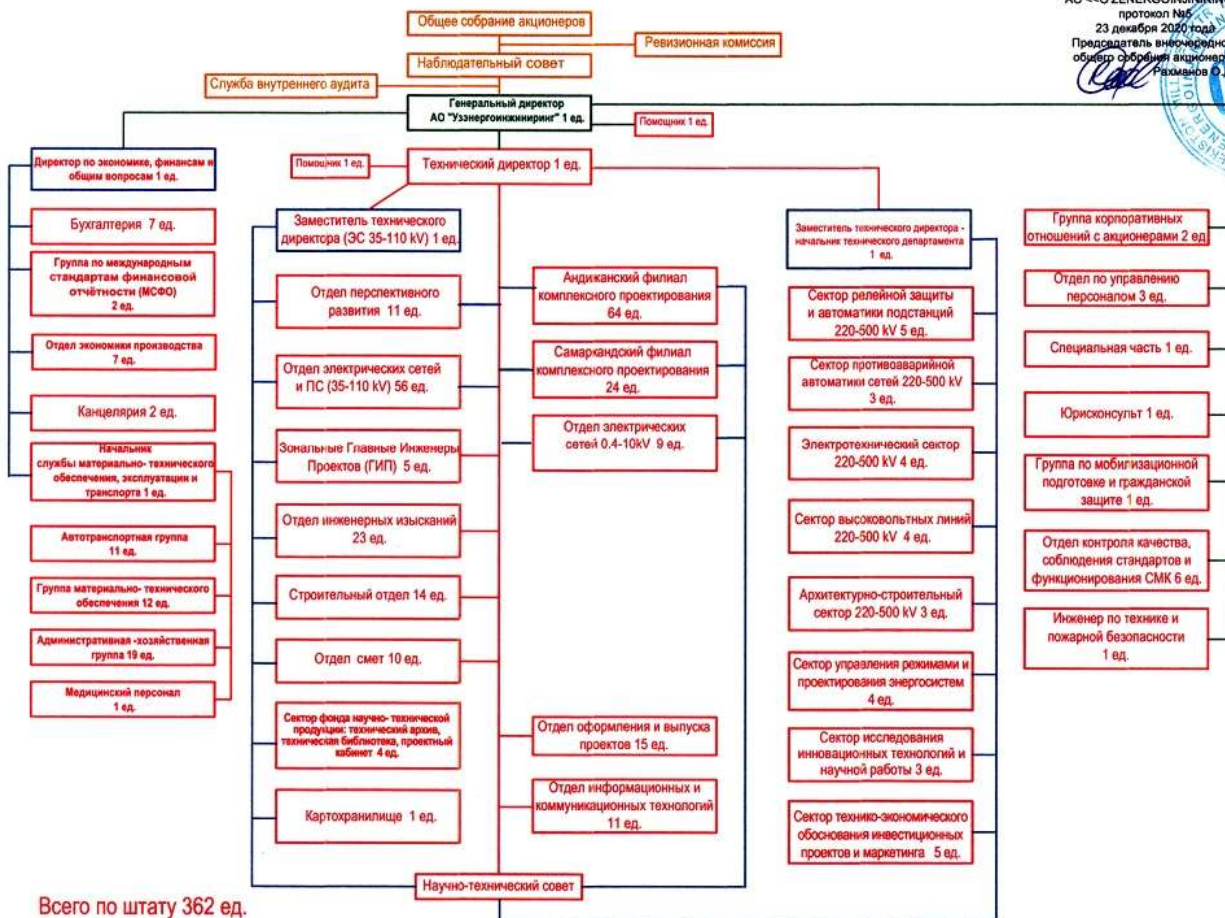 АО <<O'ZENERGOINJINIRING
протокол №5
23 декабря 2020 года
Председатель внеочередно
общего собрания акционер
Рахманов О.
Общее собрание акционеров
Ревизионная комиссия
Наблюдательный совет
Служба внутреннего аудита
Генеральный директор
АО "Узэнергоинжиниринг" 1 ед.
Помощник 1 ед.
Директор по экономике, финансам и
общим вопросам 1 ед.
Помощник 1 ед.
Технический директор 1 ед.
Бухгалтерия 7 ед.
Группа по международным
стандартам финансовой
отчётности (МСФО)
2 ед.
Отдел экономики производства
7 ед.
Канцелярия 2 ед.
Начальник
службы материально- технического
обеспечения, эксплуатации и
транспорта 1 ед.
Автотранспортная группа
11 ед.
Группа материально- технического
обеспечения 12 ед.
Административная -хозяйственная
группа 19 ед.
Медицинский персонал
1 ед.
Заместитель технического
директора (ЭС 35-110 kV) 1 ед.
Отдел перспективного
развития 11 ед.
Отдел электрических сетей
и ПС (35-110 kV) 56 ед.
Зональные Главные Инженеры
Проектов (ГИП) 5 ед.
Отдел инженерных изысканий
23 ед.
Строительный отдел 14 ед.
Отдел смет 10 ед.
Сектор фонда научно- технической
продукции: технический архив,
техническая библиотека, проектный
кабинет 4 ед.
Картохранилище 1 ед.
Андижанский филиал
комплексного проектирования
64 ед.
Самаркандский филиал
комплексного проектирования
24 ед.
Отдел электрических
сетей 0.4-10kV 9 ед.
Отдел оформления и выпуска
проектов 15 ед.
Отдел информационных и
коммуникационных технологий
11 ед.
Научно-технический совет
Заместитель технического директора -
начальник технического департамента
1 ед.
Сектор релейной защиты
и автоматики подстанций
220-500 kV 5 ед.
Сектор противоаварийной
автоматики сетей 220-500 kV
3 ед.
Электротехнический сектор
220-500 kV 4 ед.
Сектор высоковольтных линий
220-500 kV 4 ед.
Архитектурно-строительный
сектор 220-500 kV 3 ед.
Сектор управления режимами и
проектирования энергосистем
4 ед.
Сектор исследования
инновационных технологий и
научной работы 3 ед.
Сектор технико-экономического
обоснования инвестиционных
проектов и маркетинга 5 ед.
Группа корпоративных
отношений с акционерами 2 ед
Отдел по управлению
персоналом 3 ед.
Специальная часть 1 ед.
Юрисконсульт 1 ед.
Группа по мобилизационной
подготовке и гражданской
защите 1 ед.
Отдел контроля качества,
соблюдения стандартов и
функционирования СМК 6 ед.
Инженер по технике и
пожарной безопасности
1 ед.
Всего по штату 362 ед.